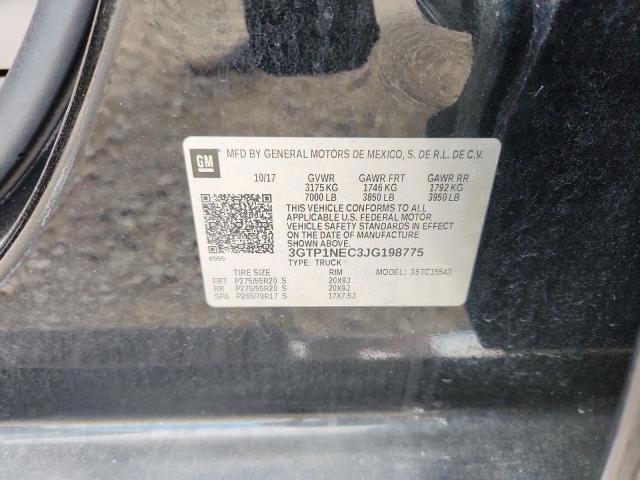 GM MFD BY GENERAL MOTORS DE MEXICO, S. DE R.L. DE C.V.
10/17 GVWR GAWR FRT GAWR RR
3175 KG 1746 KG 1792 KG
7000 LB 3850 LB 3950 LB
THIS VEHICLE CONFORMS TO ALL
APPLICABLE U.S. FEDERAL MOTOR
VEHICLE SAFETY STANDARDS IN EFFECT
ON THE DATE OF MANUFACTURE
SHOWN ABOVE.
3GTP1NEC3JG198775
TYPE: TRUCK
TIRE SIZE RIM
FRT P275/55R20 S 20X9J
RR P275/55R20 S 20X9J
SPA P265/70R17 S 17X7.5J